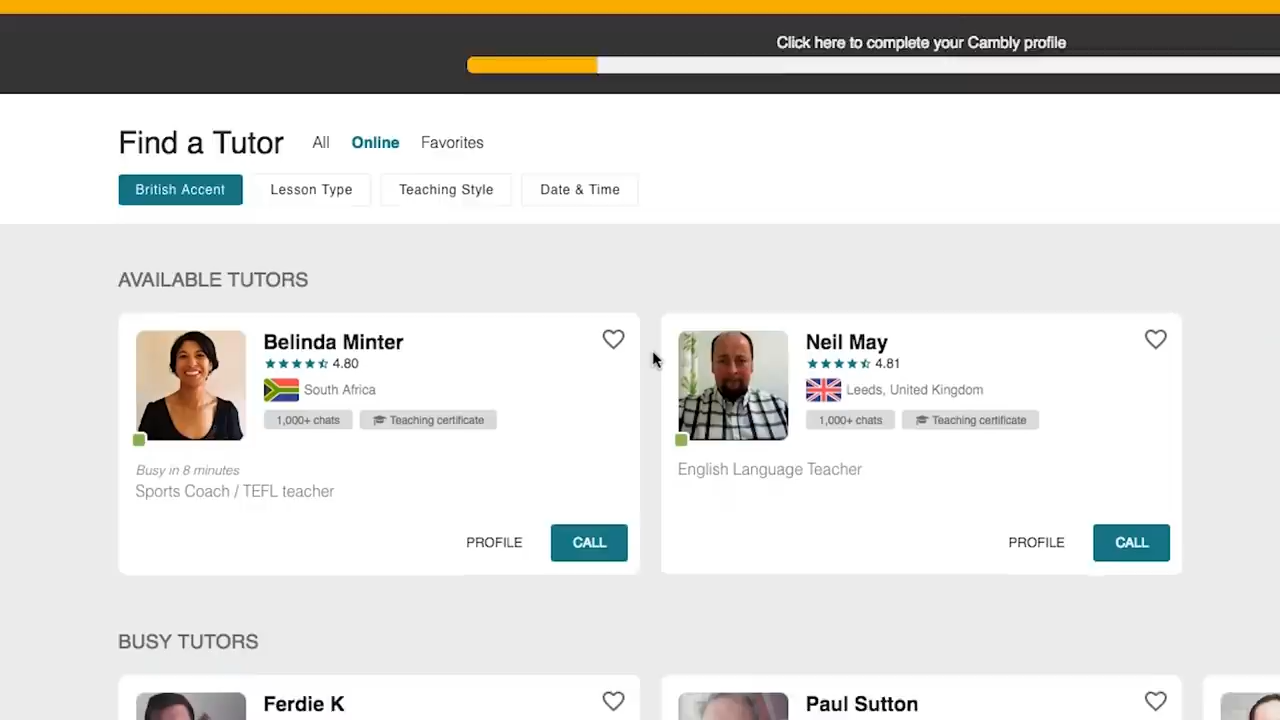 Click here to complete your Cambly profile
Find a Tutor All Online Favorites
British Accent Lesson Type Teaching Style Date & Time
AVAILABLE TUTORS
Belinda Minter
4.80
South Africa
1,000+ chats Teaching certificate
Busy in 8 minutes
Sports Coach / TEFL teacher
PROFILE CALL
Neil May
4.81
Leeds, United Kingdom
1,000+ chats Teaching certificate
English Language Teacher
PROFILE CALL
BUSY TUTORS
Ferdie K
Paul Sutton